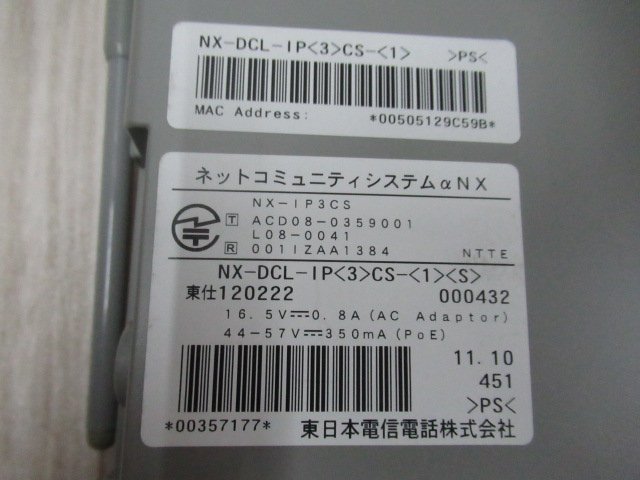 NX-DCL-IP<3>CS-<1> >PS<
MAC Address: *00505129C59B*
ネットコミュニティシステムαNX
NX-IP3CS
T ACD08-0359001
L08-0041
R 001IZAA1384 NTTE
NX-DCL-IP<3>CS-<1><S>
東仕120222 000432
16.5V⎓0.8A(AC Adaptor)
44-57V⎓350mA(PoE)
11.10
451
>PS<
*00357177* 東日本電信電話株式会社